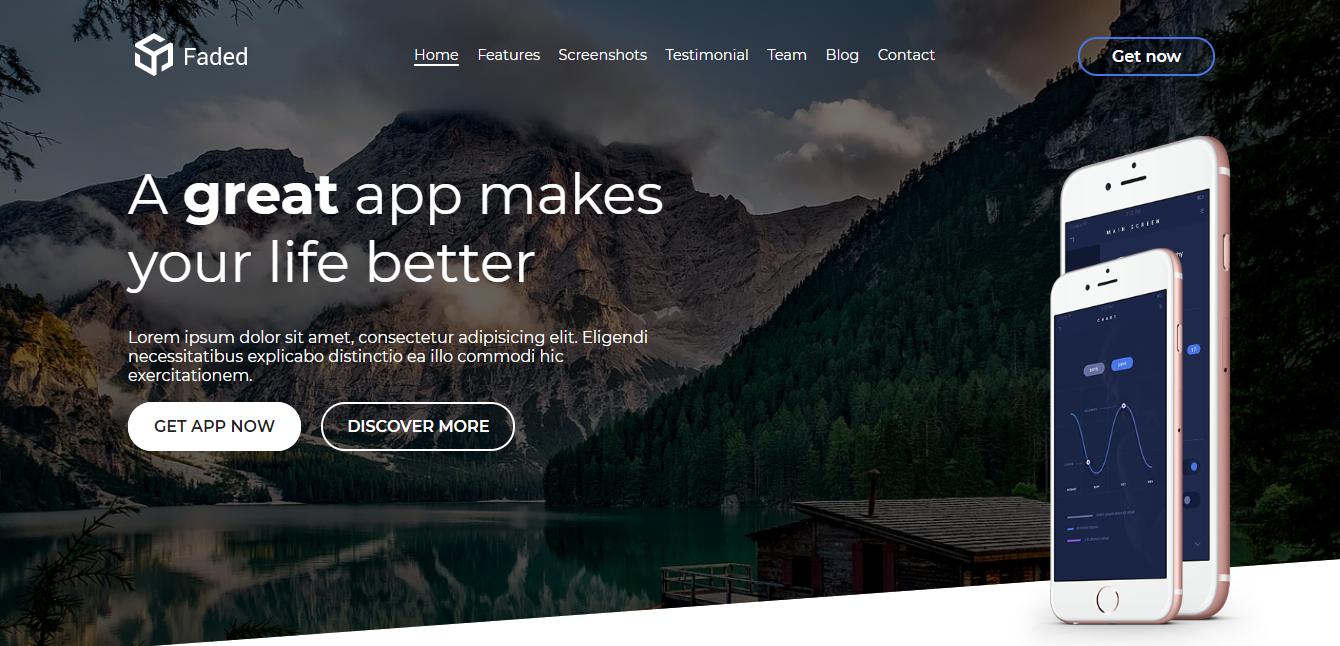 Faded
Home Features Screenshots Testimonial Team Blog Contact
Get now
A great app makes
your life better
Lorem ipsum dolor sit amet, consectetur adipisicing elit. Eligendi
necessitatibus explicabo distinctio ea illo commodi hic
exercitationem.
GET APP NOW
DISCOVER MORE
MAIN SCREEN
CHART
17